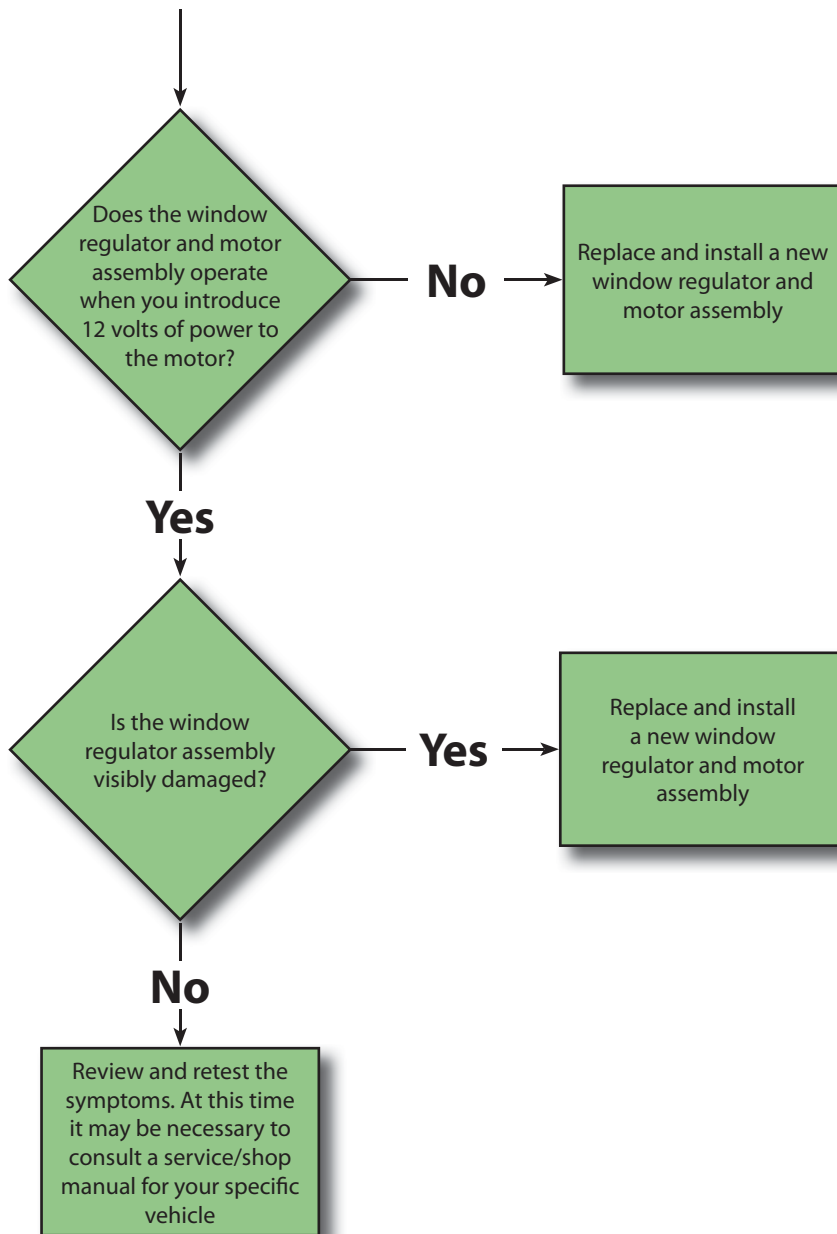 Does the window
regulator and motor
assembly operate
when you introduce
12 volts of power to
the motor?
No
Replace and install a new
window regulator and
motor assembly
Yes
Is the window
regulator assembly
visibly damaged?
Yes
Replace and install
a new window
regulator and motor
assembly
No
Review and retest the
symptoms. At this time
it may be necessary to
consult a service/shop
manual for your specific
vehicle